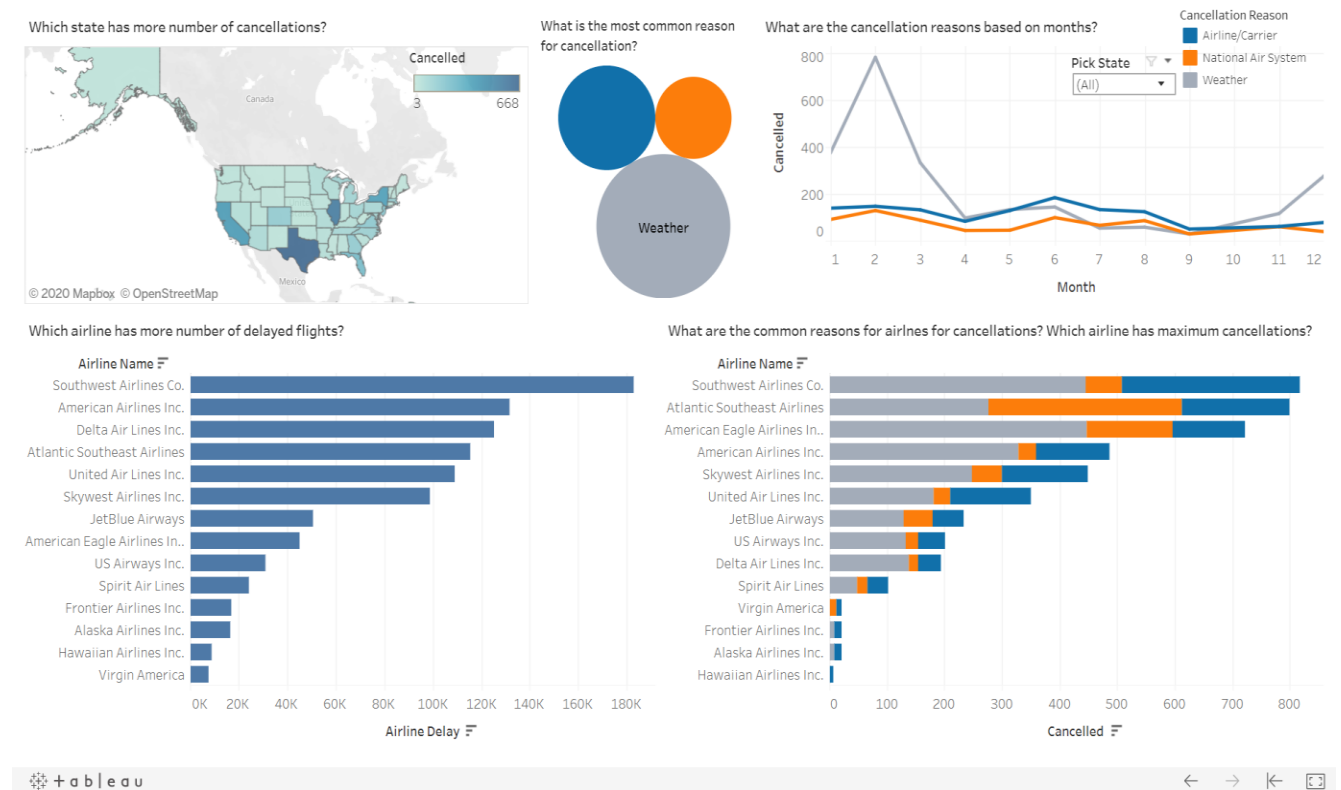 Which state has more number of cancellations?
Cancelled
3 668
Canada
Mexico
© 2020 Mapbox © OpenStreetMap
What is the most common reason
for cancellation?
Weather
What are the cancellation reasons based on months?
Cancellation Reason
Airline/Carrier
National Air System
Weather
Pick State
(All)
Cancelled
800
600
400
200
0
1 2 3 4 5 6 7 8 9 10 11 12
Month
Which airline has more number of delayed flights?
Airline Name
Southwest Airlines Co.
American Airlines Inc.
Delta Air Lines Inc.
Atlantic Southeast Airlines
United Air Lines Inc.
Skywest Airlines Inc.
JetBlue Airways
American Eagle Airlines In..
US Airways Inc.
Spirit Air Lines
Frontier Airlines Inc.
Alaska Airlines Inc.
Hawaiian Airlines Inc.
Virgin America
0K 20K 40K 60K 80K 100K 120K 140K 160K 180K
Airline Delay
What are the common reasons for airlnes for cancellations? Which airline has maximum cancellations?
Airline Name
Southwest Airlines Co.
Atlantic Southeast Airlines
American Eagle Airlines In..
American Airlines Inc.
Skywest Airlines Inc.
United Air Lines Inc.
JetBlue Airways
US Airways Inc.
Delta Air Lines Inc.
Spirit Air Lines
Virgin America
Frontier Airlines Inc.
Alaska Airlines Inc.
Hawaiian Airlines Inc.
0 100 200 300 400 500 600 700 800
Cancelled
+ a b l e a u